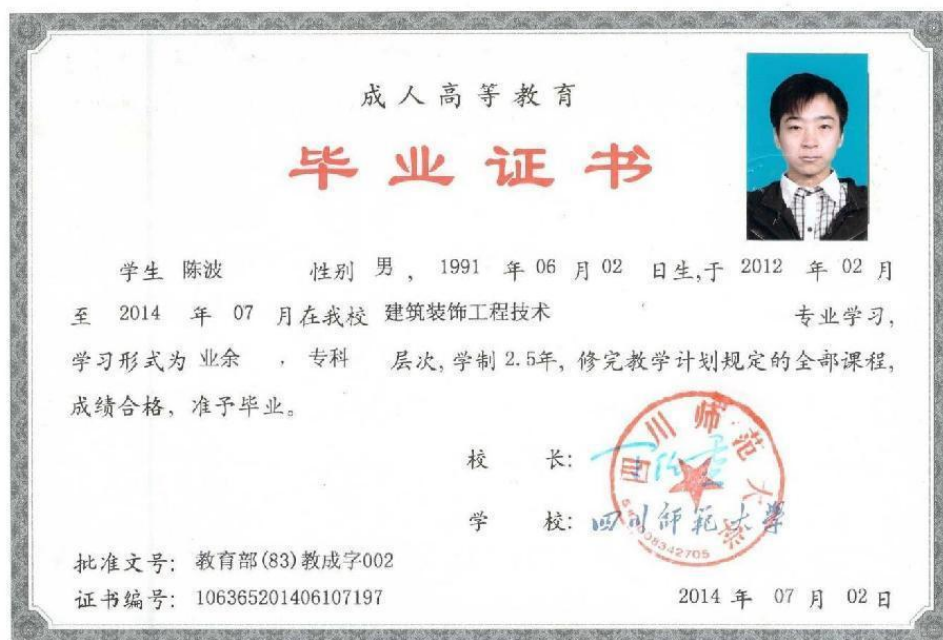 成人高等教育
毕业证书
学生 陈波 性别 男，1991 年 06 月 02 日生,于 2012 年 02 月
至 2014 年 07 月在我校 建筑装饰工程技术 专业学习,
学习形式为 业余 ，专科 层次,学制 2.5年,修完教学计划规定的全部课程,
成绩合格，准予毕业。
校 长:
四川师范大学
学 校: 四川师范大学
批准文号: 教育部(83)教成字002
证书编号: 106365201406107197
2014 年 07 月 02 日